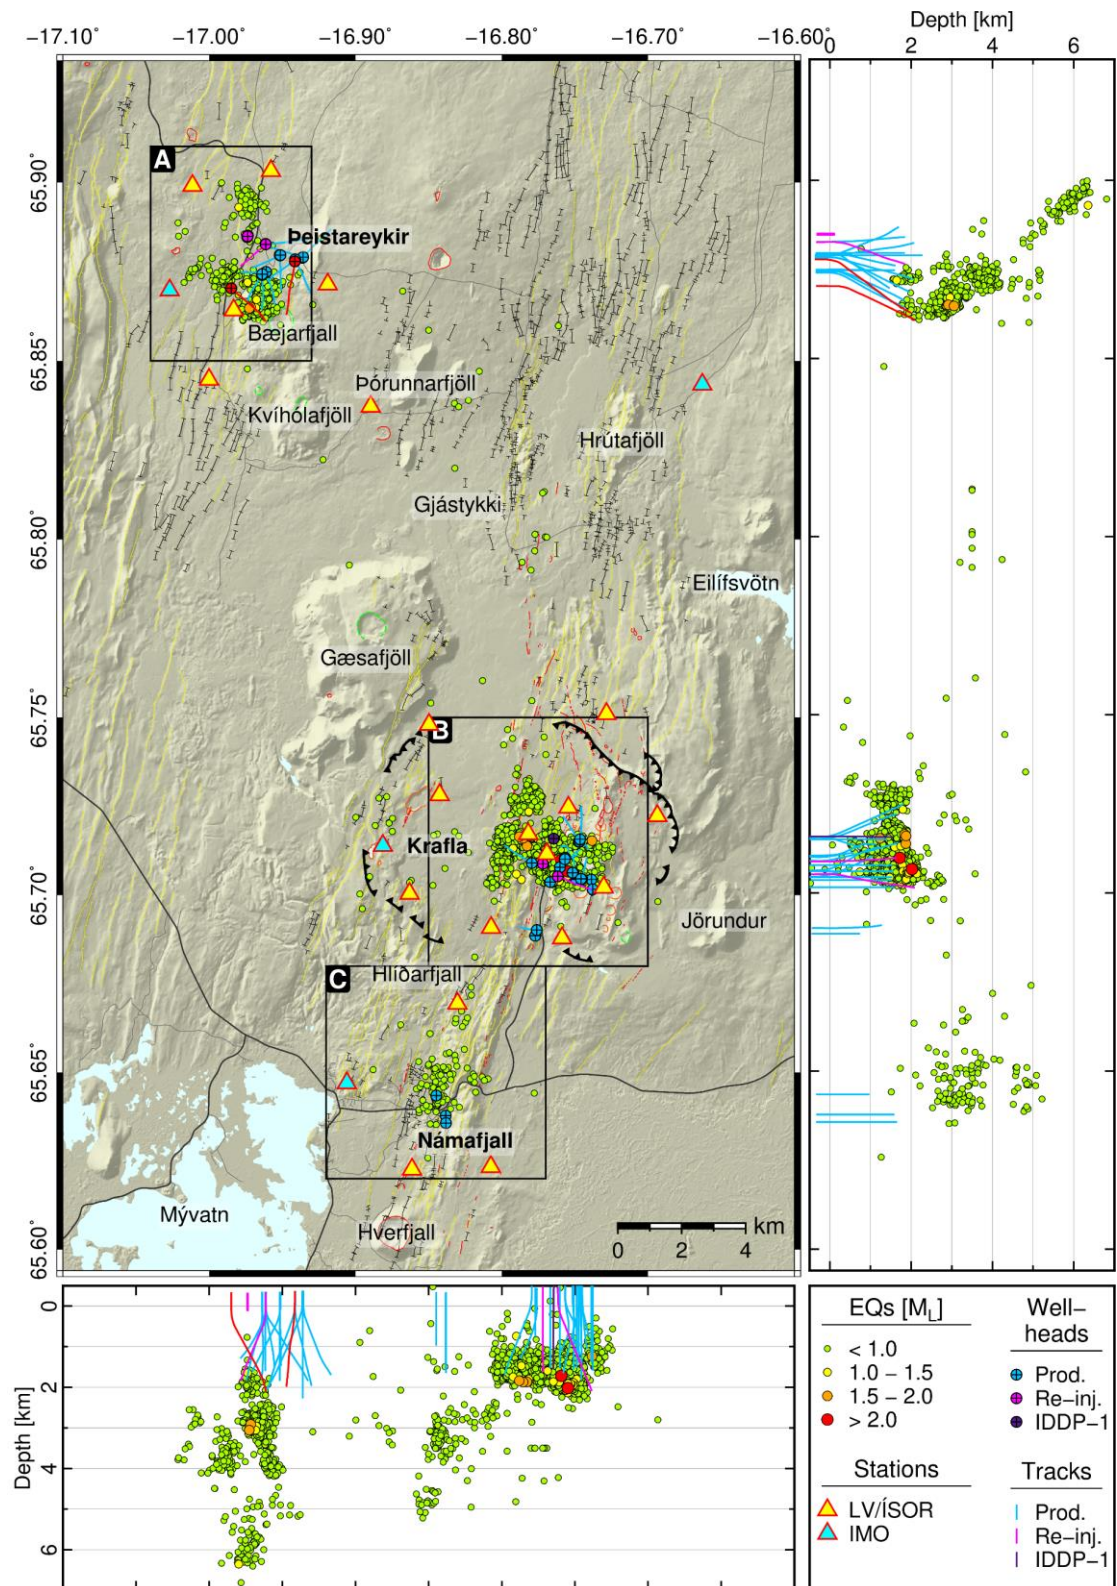 Depth [km]
−17.10˚ −17.00˚ −16.90˚ −16.80˚ −16.70˚ −16.60˚
0 2 4 6
A
65.90˚
Þeistareykir
Bæjarfjall
65.85˚
Þórunnarfjöll
Kvíhólafjöll
Hrútafjöll
Gjástykki
65.80˚
Eilífsvötn
Gæsafjöll
65.75˚
B
Krafla
65.70˚
Jörundur
C
Hlíðarfjall
65.65˚
Námafjall
Mývatn
Hverfjall
km
0 2 4
65.60˚
Depth [km]
0
2
4
6
EQs [M_L]
< 1.0
1.0 − 1.5
1.5 − 2.0
> 2.0
Well−
heads
Prod.
Re−inj.
IDDP−1
Stations
LV/ÍSOR
IMO
Tracks
Prod.
Re−inj.
IDDP−1